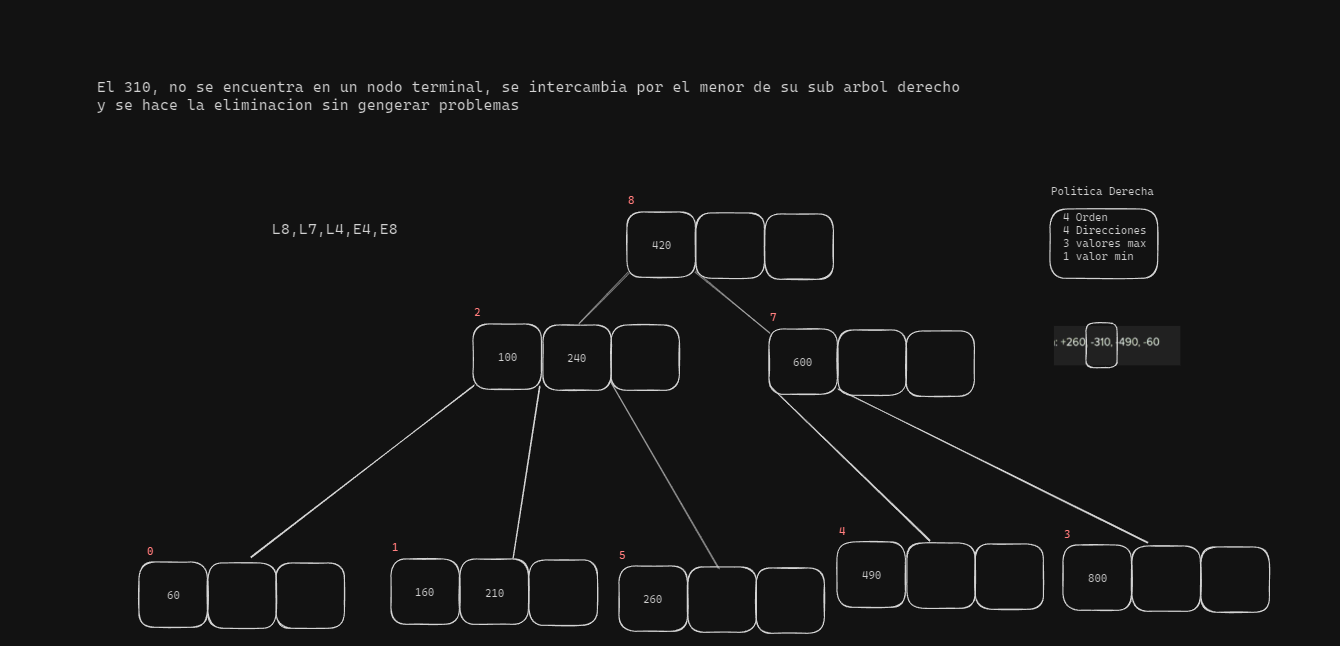 El 310, no se encuentra en un nodo terminal, se intercambia por el menor de su sub arbol derecho
y se hace la eliminacion sin gengerar problemas
Politica Derecha
4 Orden
4 Direcciones
3 valores max
1 valor min
L8,L7,L4,E4,E8
8
420
2
100 240
7
600
: +260, -310, -490, -60
0
60
1
160 210
5
260
4
490
3
800